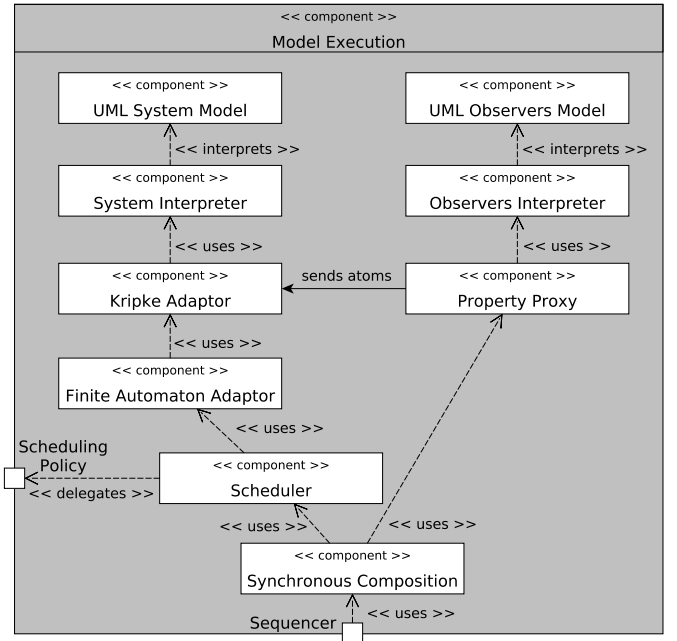 << component >>
Model Execution
<< component >>
UML System Model
<< component >>
UML Observers Model
<< interprets >>
<< interprets >>
<< component >>
System Interpreter
<< component >>
Observers Interpreter
<< uses >>
<< uses >>
<< component >>
Kripke Adaptor
sends atoms
<< component >>
Property Proxy
<< uses >>
<< component >>
Finite Automaton Adaptor
<< uses >>
Scheduling
Policy
<< delegates >>
<< component >>
Scheduler
<< uses >>
<< uses >>
<< component >>
Synchronous Composition
Sequencer
<< uses >>